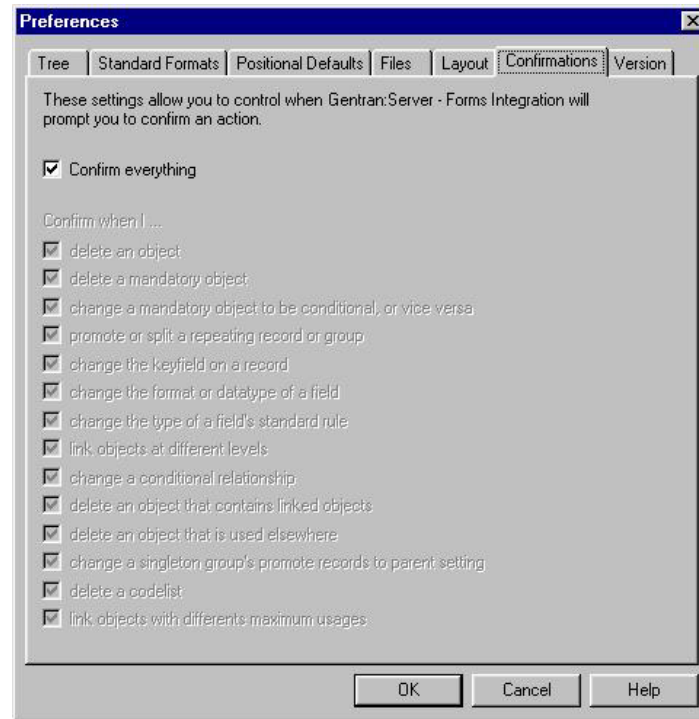 Preferences
Tree Standard Formats Positional Defaults Files Layout Confirmations Version
These settings allow you to control when Gentran:Server - Forms Integration will
prompt you to confirm an action.
Confirm everything
Confirm when I ...
delete an object
delete a mandatory object
change a mandatory object to be conditional, or vice versa
promote or split a repeating record or group
change the keyfield on a record
change the format or datatype of a field
change the type of a field's standard rule
link objects at different levels
change a conditional relationship
delete an object that contains linked objects
delete an object that is used elsewhere
change a singleton group's promote records to parent setting
delete a codelist
link objects with differents maximum usages
OK Cancel Help